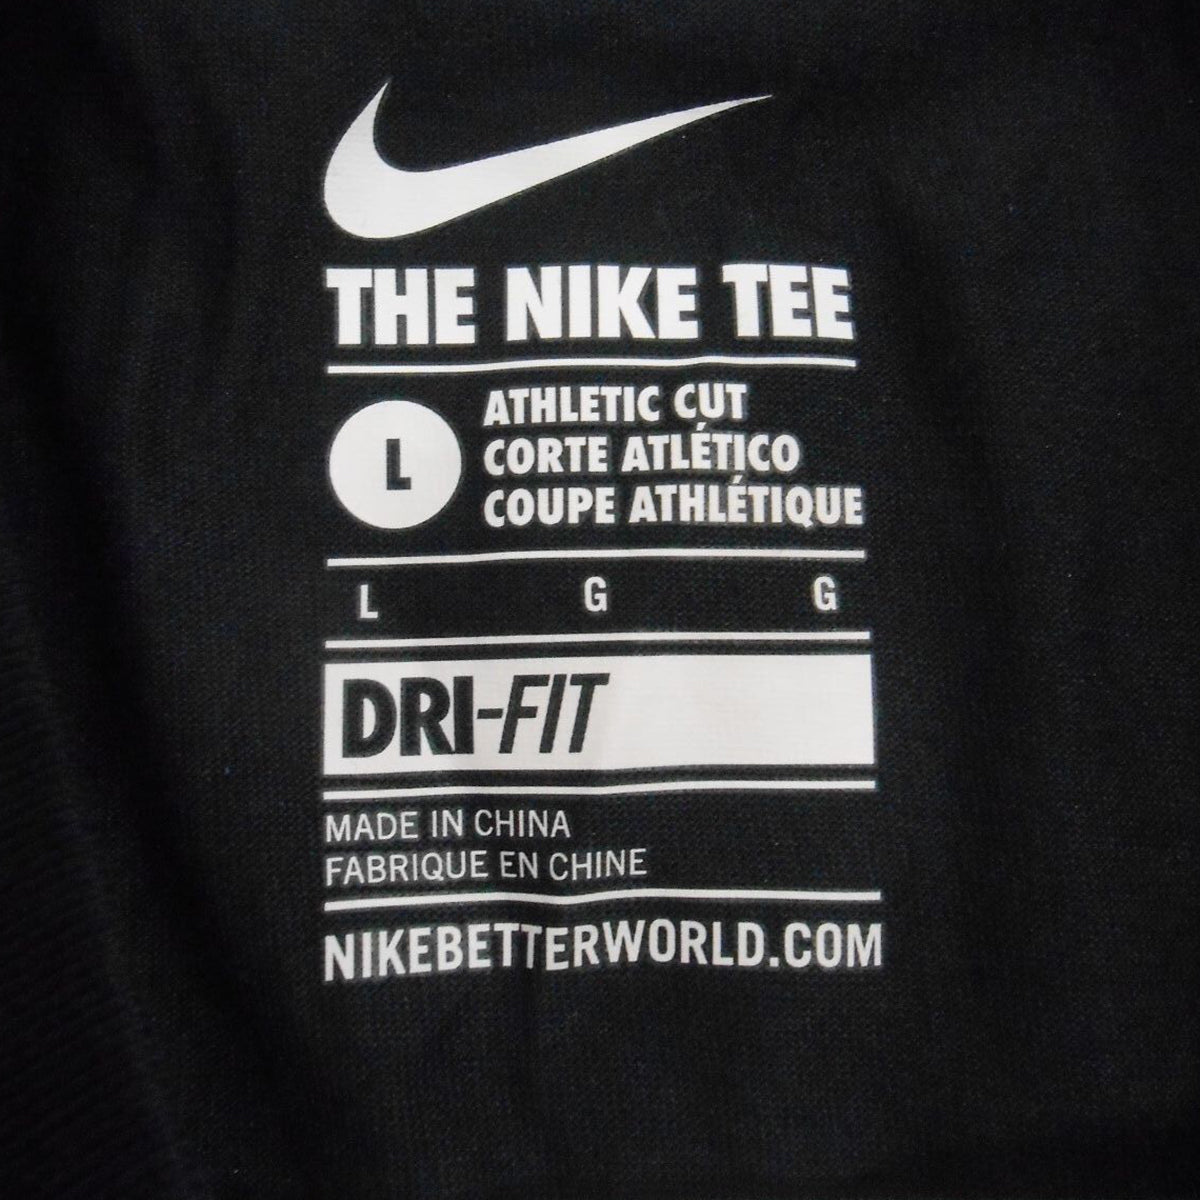 THE NIKE TEE
L
ATHLETIC CUT
CORTE ATLÉTICO
COUPE ATHLÉTIQUE
L G G
DRI-FIT
MADE IN CHINA
FABRIQUE EN CHINE
NIKEBETTERWORLD.COM